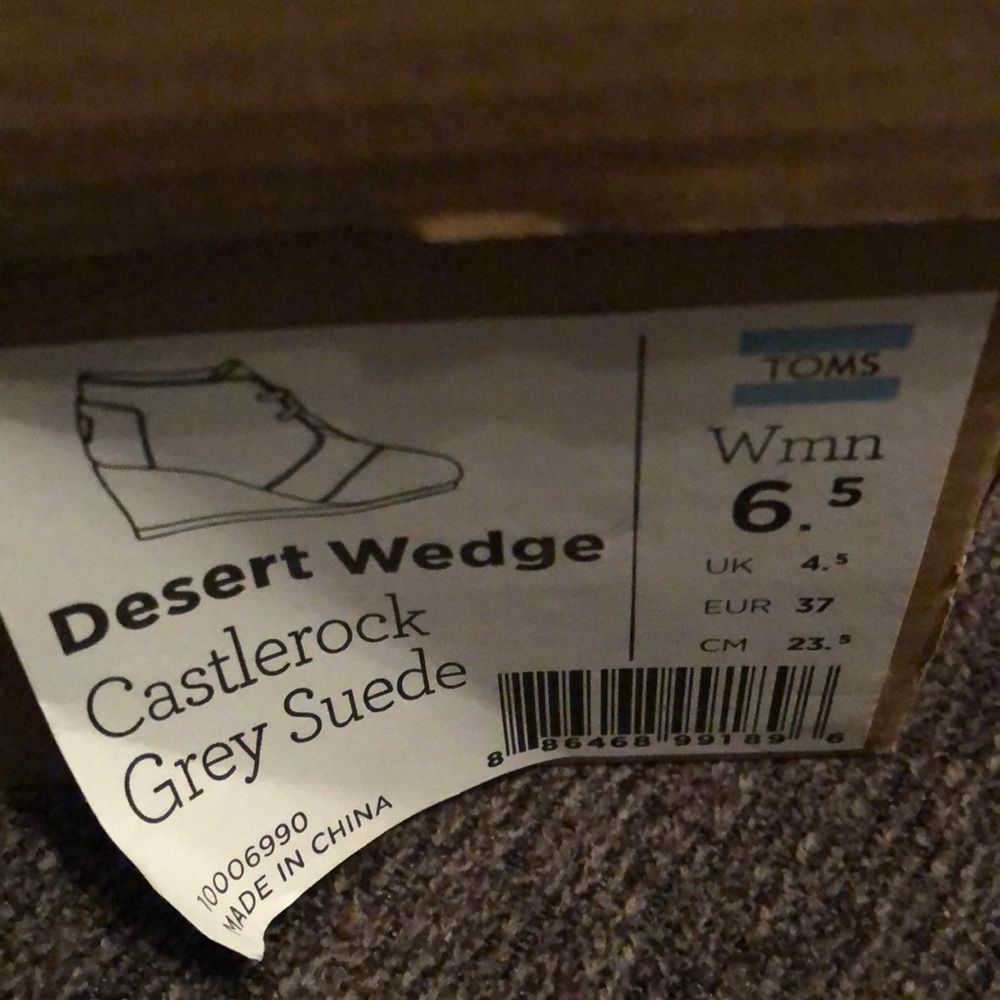 Desert Wedge
Castlerock
Grey Suede
10006990
MADE IN CHINA
TOMS
Wmn
6.5
UK 4.5
EUR 37
CM 23.5
8 86468 99189 6